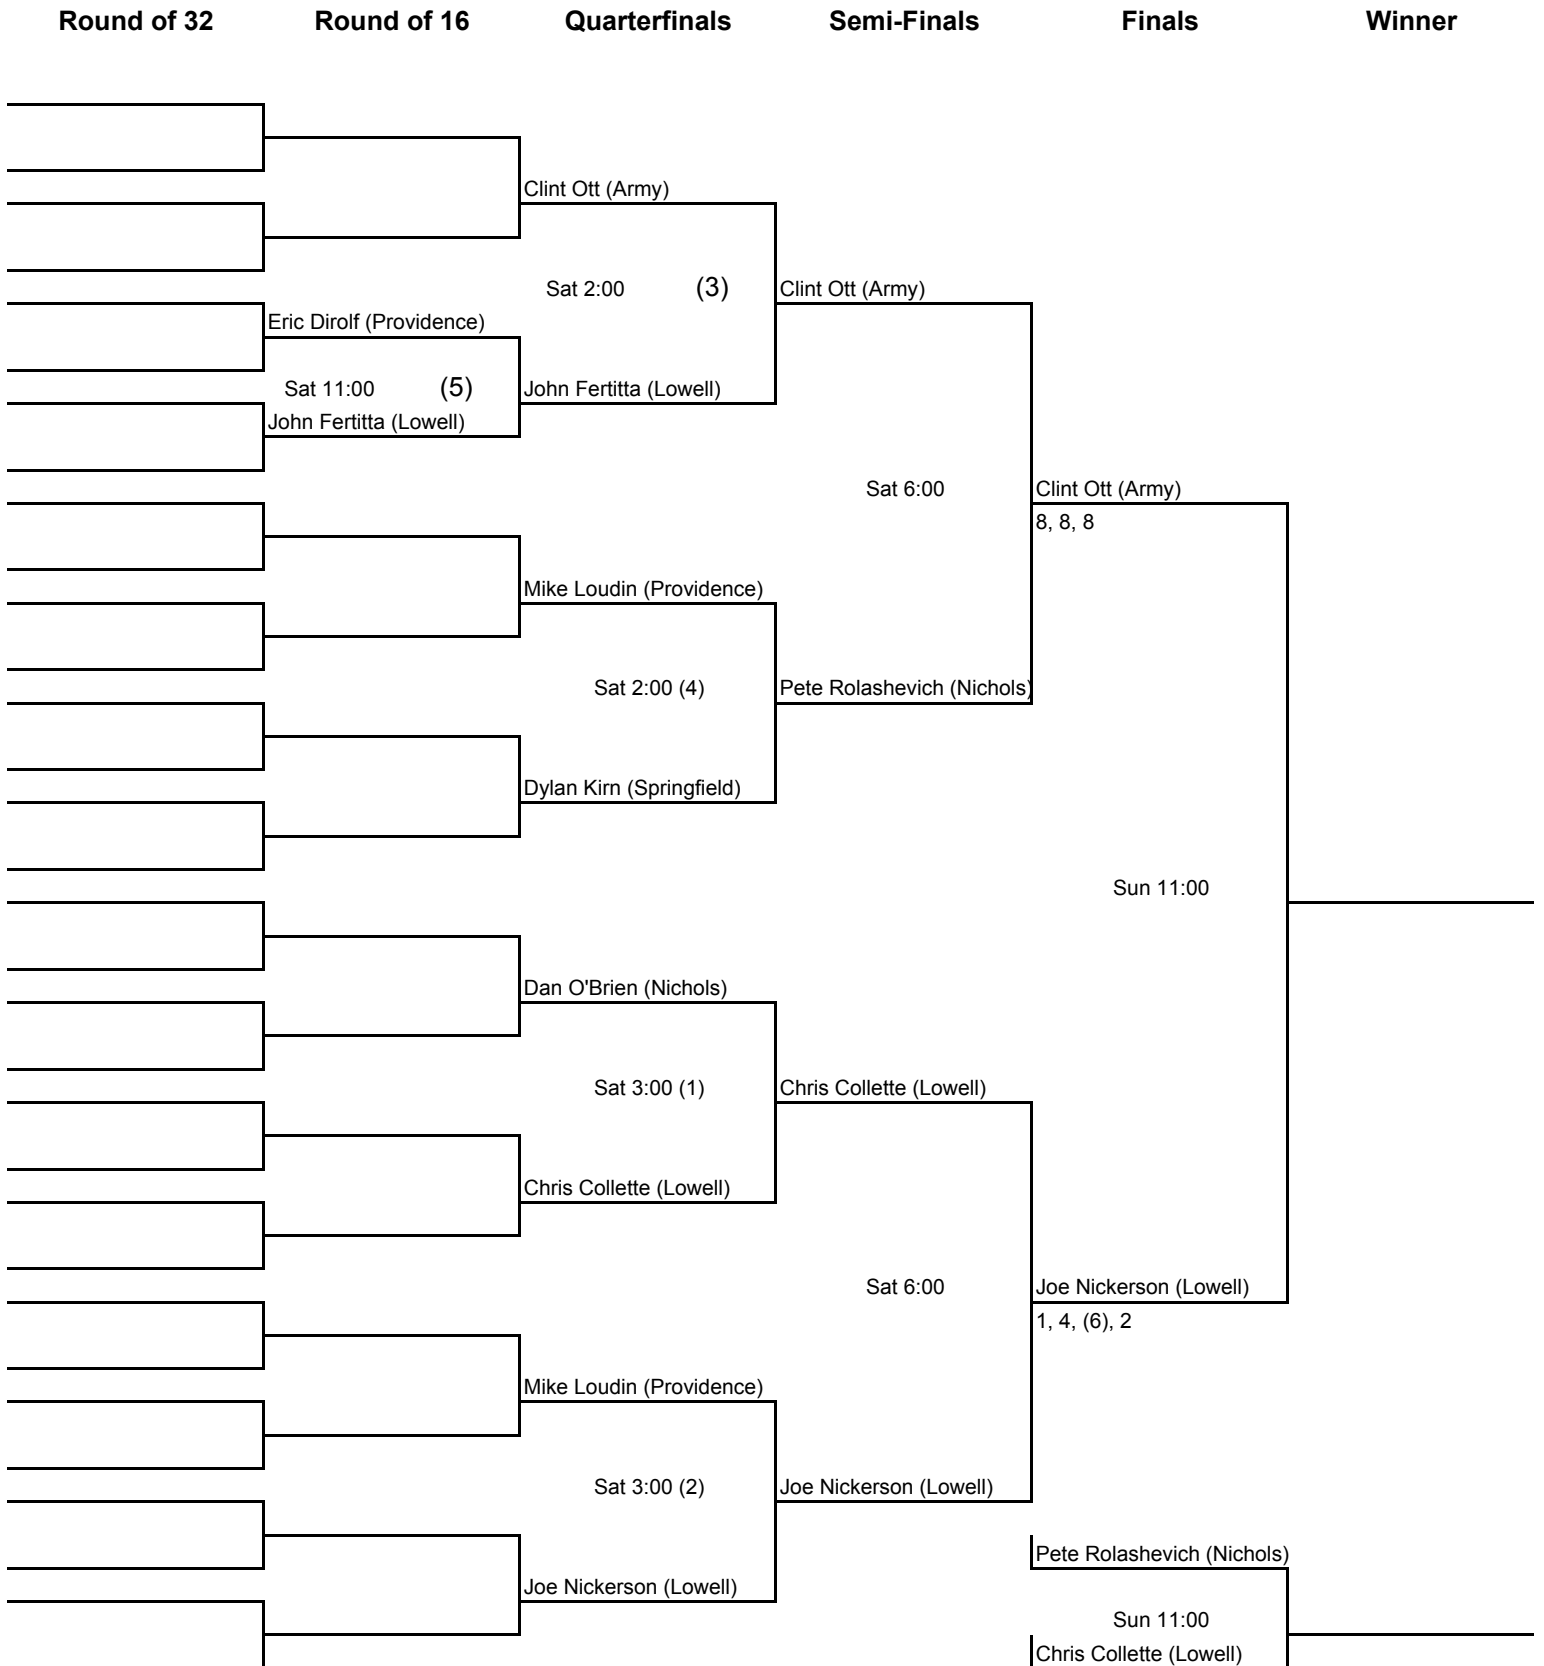 Round of 32 Round of 16 Quarterfinals Semi-Finals Finals Winner
Clint Ott (Army)
Sat 2:00 (3) Clint Ott (Army)
Eric Dirolf (Providence)
Sat 11:00 (5) John Fertitta (Lowell)
John Fertitta (Lowell)
Sat 6:00 Clint Ott (Army)
8, 8, 8
Mike Loudin (Providence)
Sat 2:00 (4) Pete Rolashevich (Nichols)
Dylan Kirn (Springfield)
Sun 11:00
Dan O'Brien (Nichols)
Sat 3:00 (1) Chris Collette (Lowell)
Chris Collette (Lowell)
Sat 6:00 Joe Nickerson (Lowell)
1, 4, (6), 2
Mike Loudin (Providence)
Sat 3:00 (2) Joe Nickerson (Lowell)
Pete Rolashevich (Nichols)
Joe Nickerson (Lowell)
Sun 11:00
Chris Collette (Lowell)